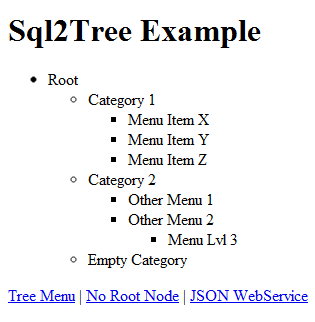 Sql2Tree Example
Root
Category 1
Menu Item X
Menu Item Y
Menu Item Z
Category 2
Other Menu 1
Other Menu 2
Menu Lvl 3
Empty Category
Tree Menu | No Root Node | JSON WebService